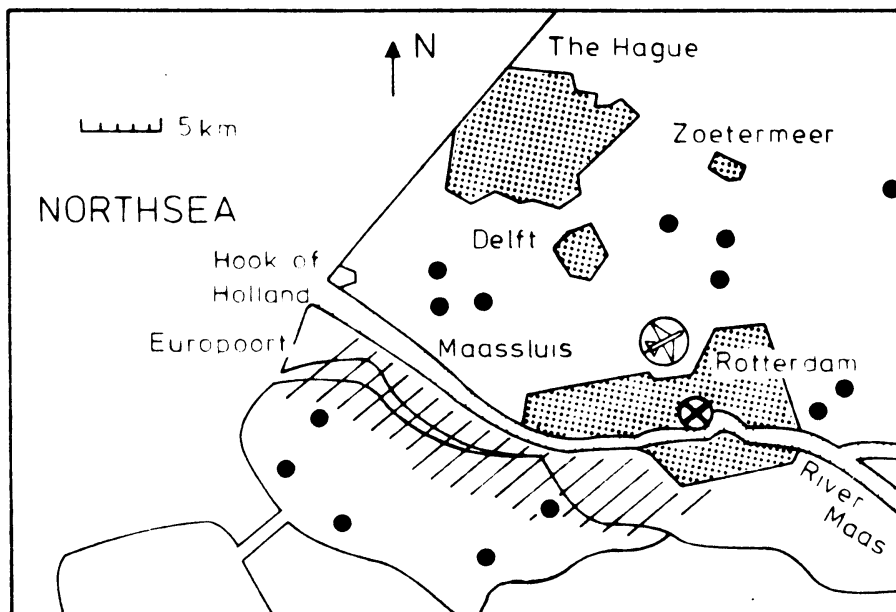 N
The Hague
5 km
Zoetermeer
NORTHSEA
Delft
Hook of
Holland
Europoort
Maassluis
Rotterdam
River
Maas